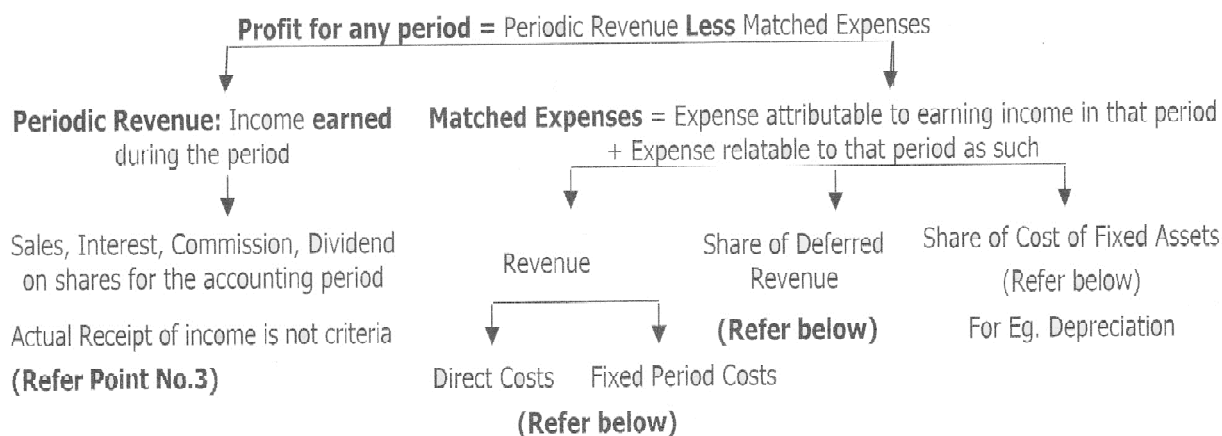 Profit for any period = Periodic Revenue Less Matched Expenses
Periodic Revenue: Income earned
during the period
Matched Expenses = Expense attributable to earning income in that period
+ Expense relatable to that period as such
Sales, Interest, Commission, Dividend
on shares for the accounting period
Actual Receipt of income is not criteria
(Refer Point No.3)
Revenue
Direct Costs
Fixed Period Costs
(Refer below)
Share of Deferred
Revenue
(Refer below)
Share of Cost of Fixed Assets
(Refer below)
For Eg. Depreciation